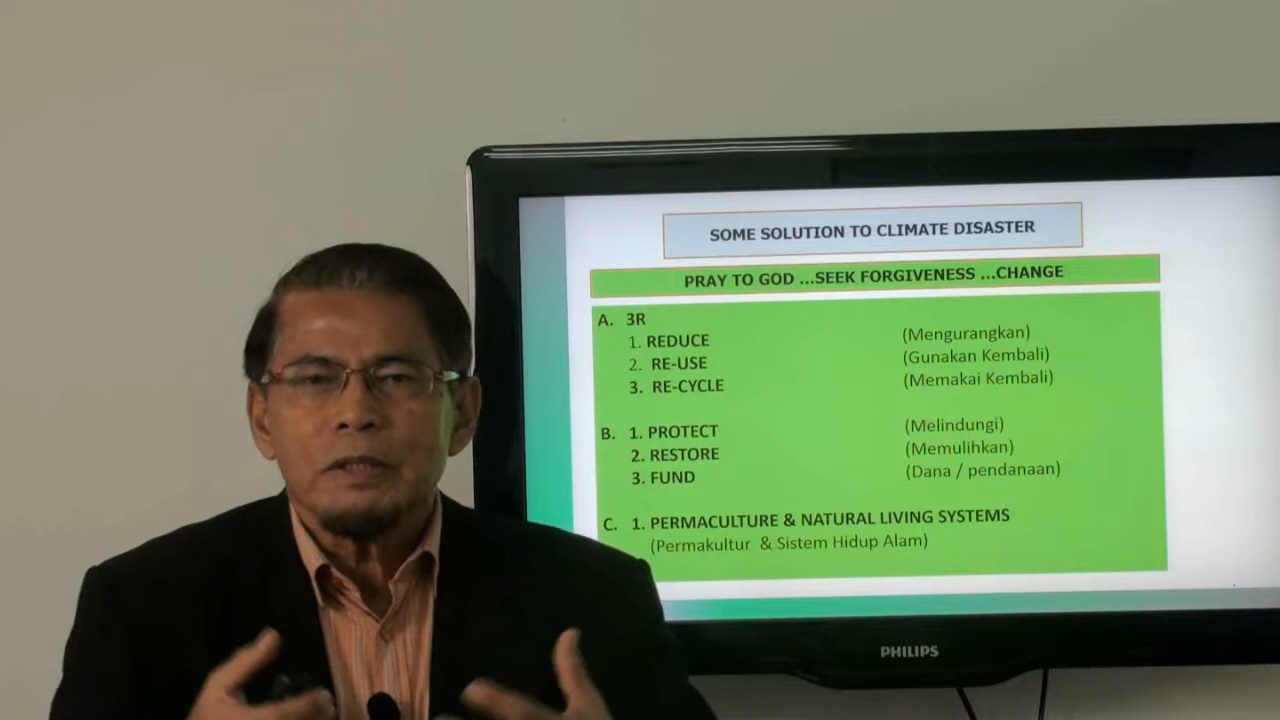 SOME SOLUTION TO CLIMATE DISASTER
PRAY TO GOD ...SEEK FORGIVENESS ...CHANGE
A. 3R
1. REDUCE (Mengurangkan)
2. RE-USE (Gunakan Kembali)
3. RE-CYCLE (Memakai Kembali)
B. 1. PROTECT (Melindungi)
2. RESTORE (Memulihkan)
3. FUND (Dana / pendanaan)
C. 1. PERMACULTURE & NATURAL LIVING SYSTEMS
(Permakultur & Sistem Hidup Alam)
PHILIPS